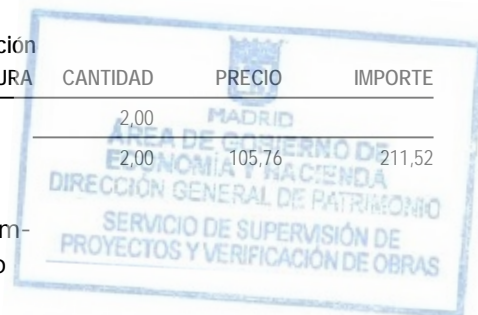 ción
URA CANTIDAD PRECIO IMPORTE
2,00
MADRID
ÁREA DE GOBIERNO DE
2,00 105,76 211,52
ECONOMÍA Y HACIENDA
DIRECCIÓN GENERAL DE PATRIMONIO
m-
SERVICIO DE SUPERVISIÓN DE
o
PROYECTOS Y VERIFICACIÓN DE OBRAS